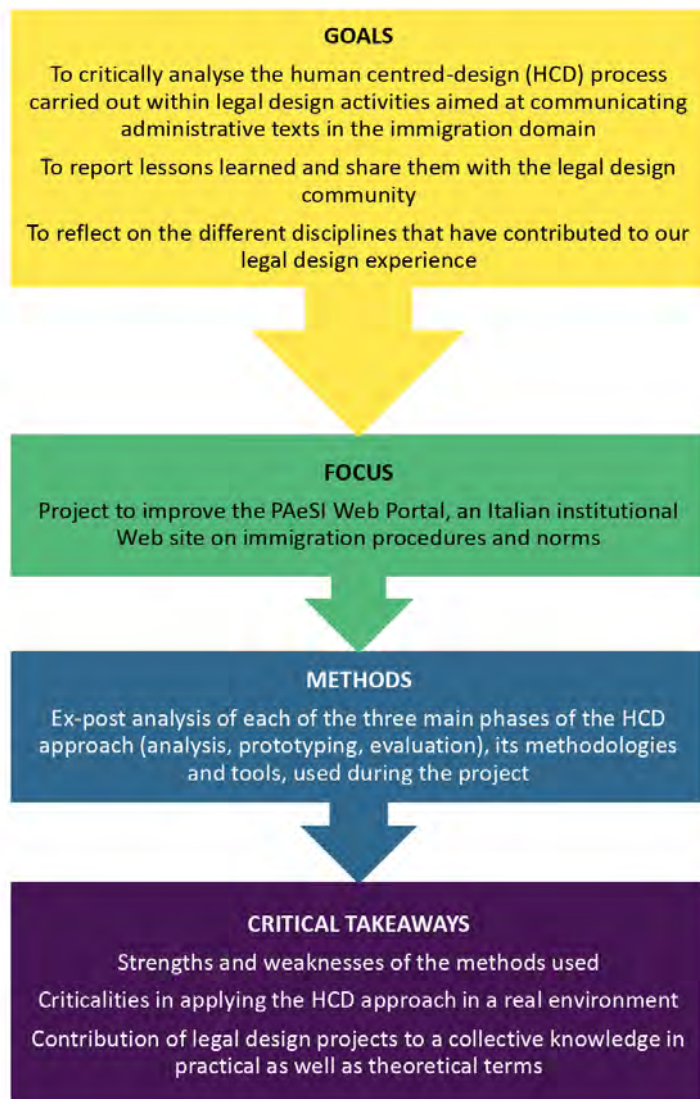 GOALS
To critically analyse the human centred-design (HCD) process
carried out within legal design activities aimed at communicating
administrative texts in the immigration domain
To report lessons learned and share them with the legal design
community
To reflect on the different disciplines that have contributed to our
legal design experience
FOCUS
Project to improve the PAeSI Web Portal, an Italian institutional
Web site on immigration procedures and norms
METHODS
Ex-post analysis of each of the three main phases of the HCD
approach (analysis, prototyping, evaluation), its methodologies
and tools, used during the project
CRITICAL TAKEAWAYS
Strengths and weaknesses of the methods used
Criticalities in applying the HCD approach in a real environment
Contribution of legal design projects to a collective knowledge in
practical as well as theoretical terms